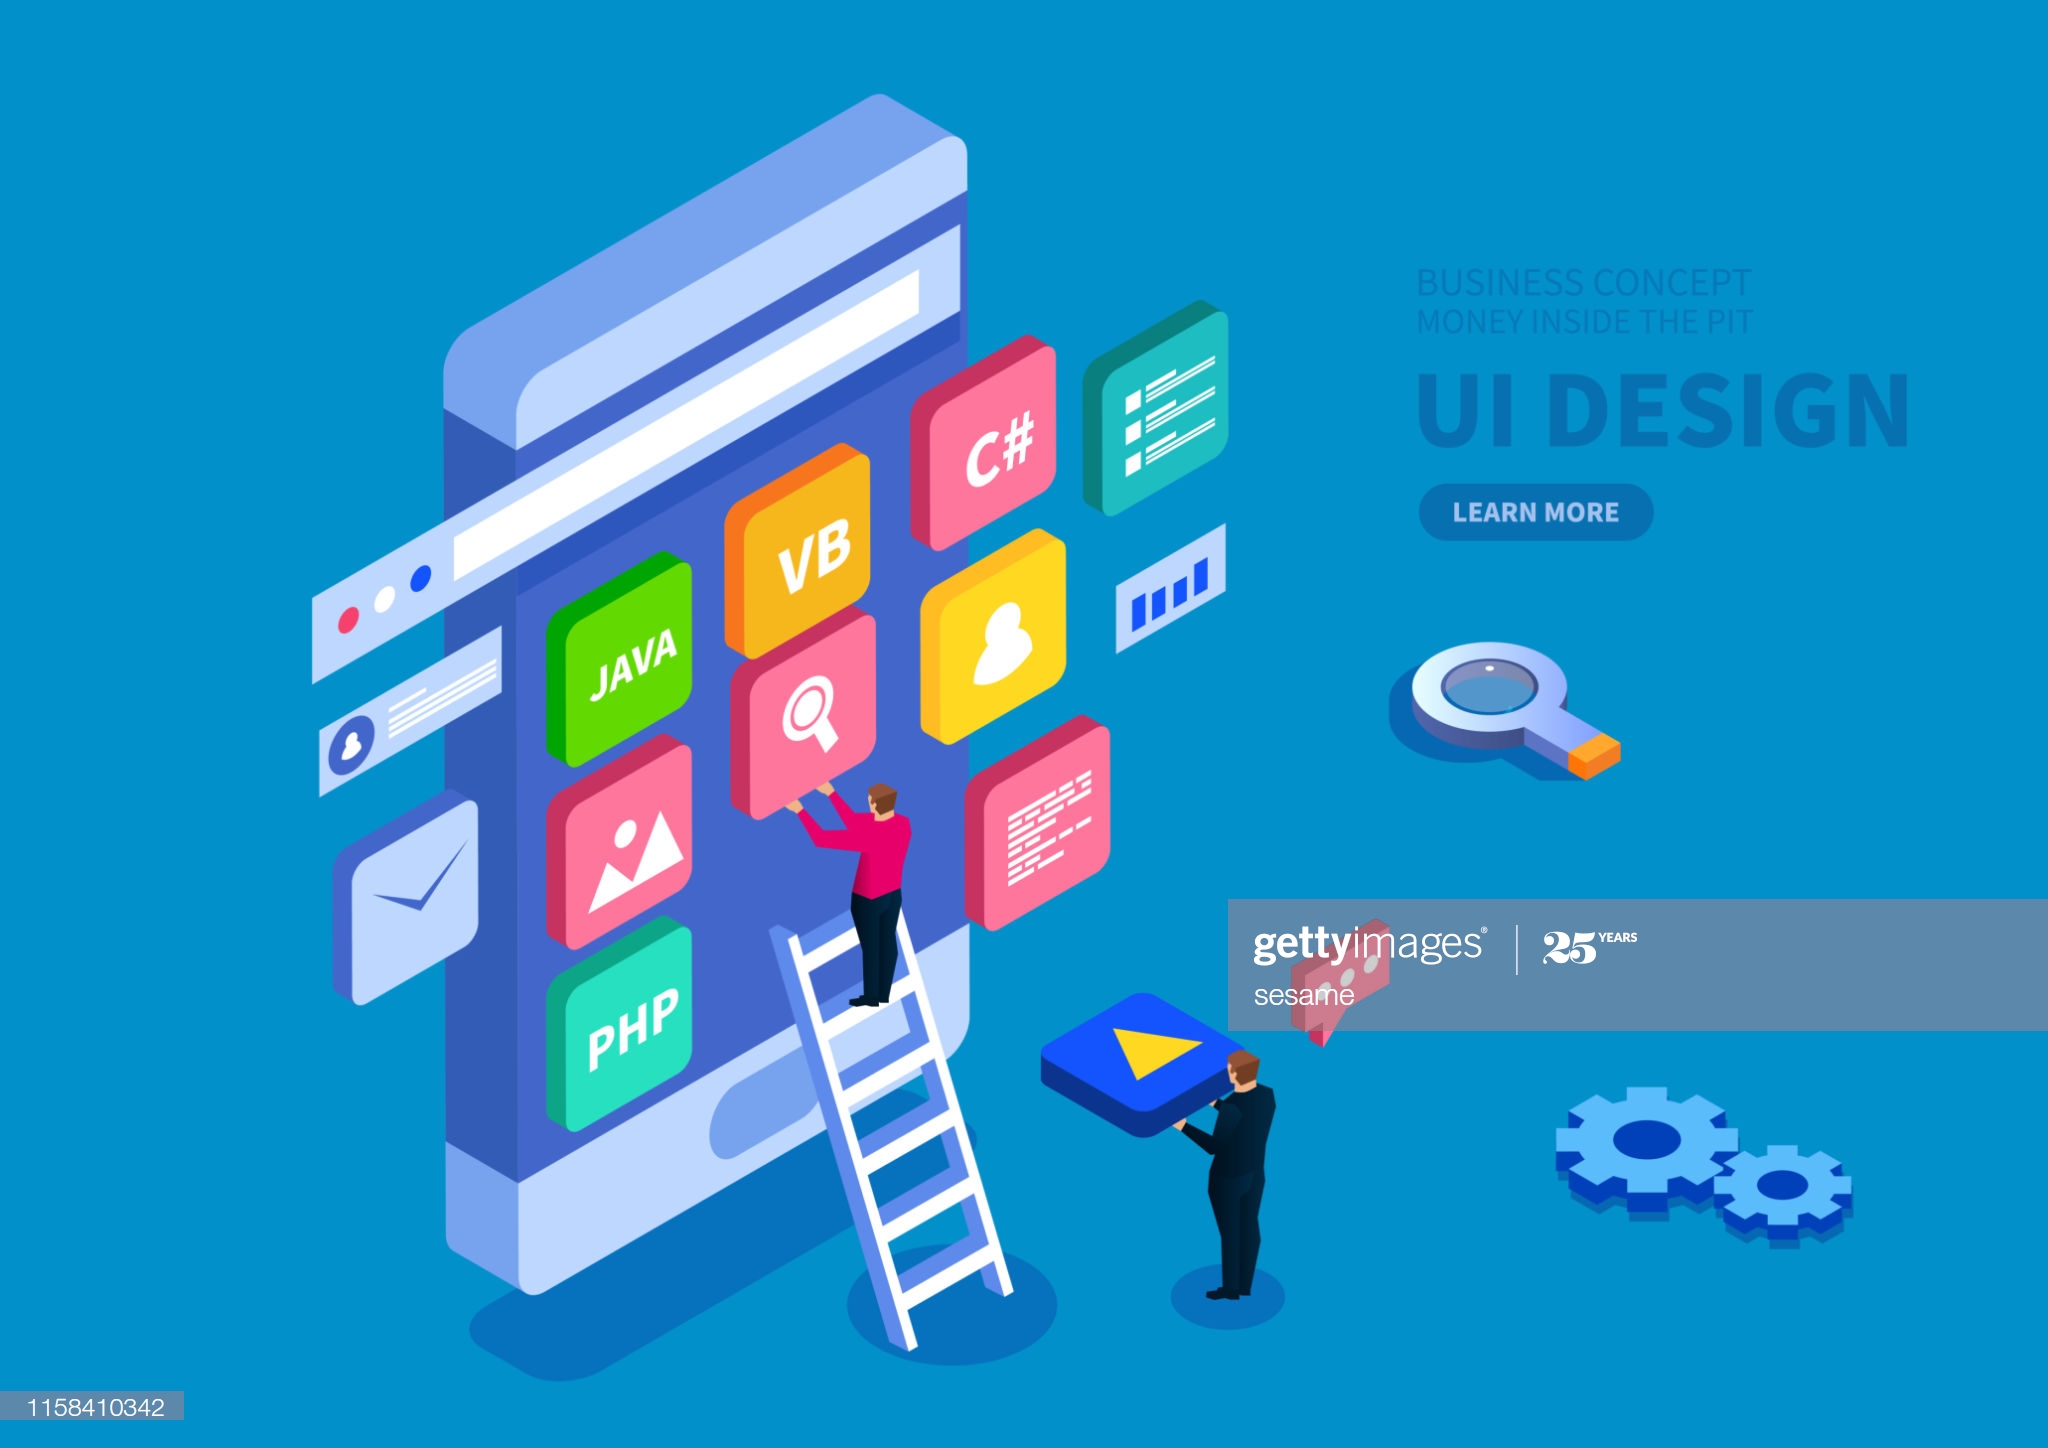 BUSINESS CONCEPT
MONEY INSIDE THE PIT
UI DESIGN
LEARN MORE
C#
VB
JAVA
PHP
gettyimages®
25 YEARS
sesame
1158410342